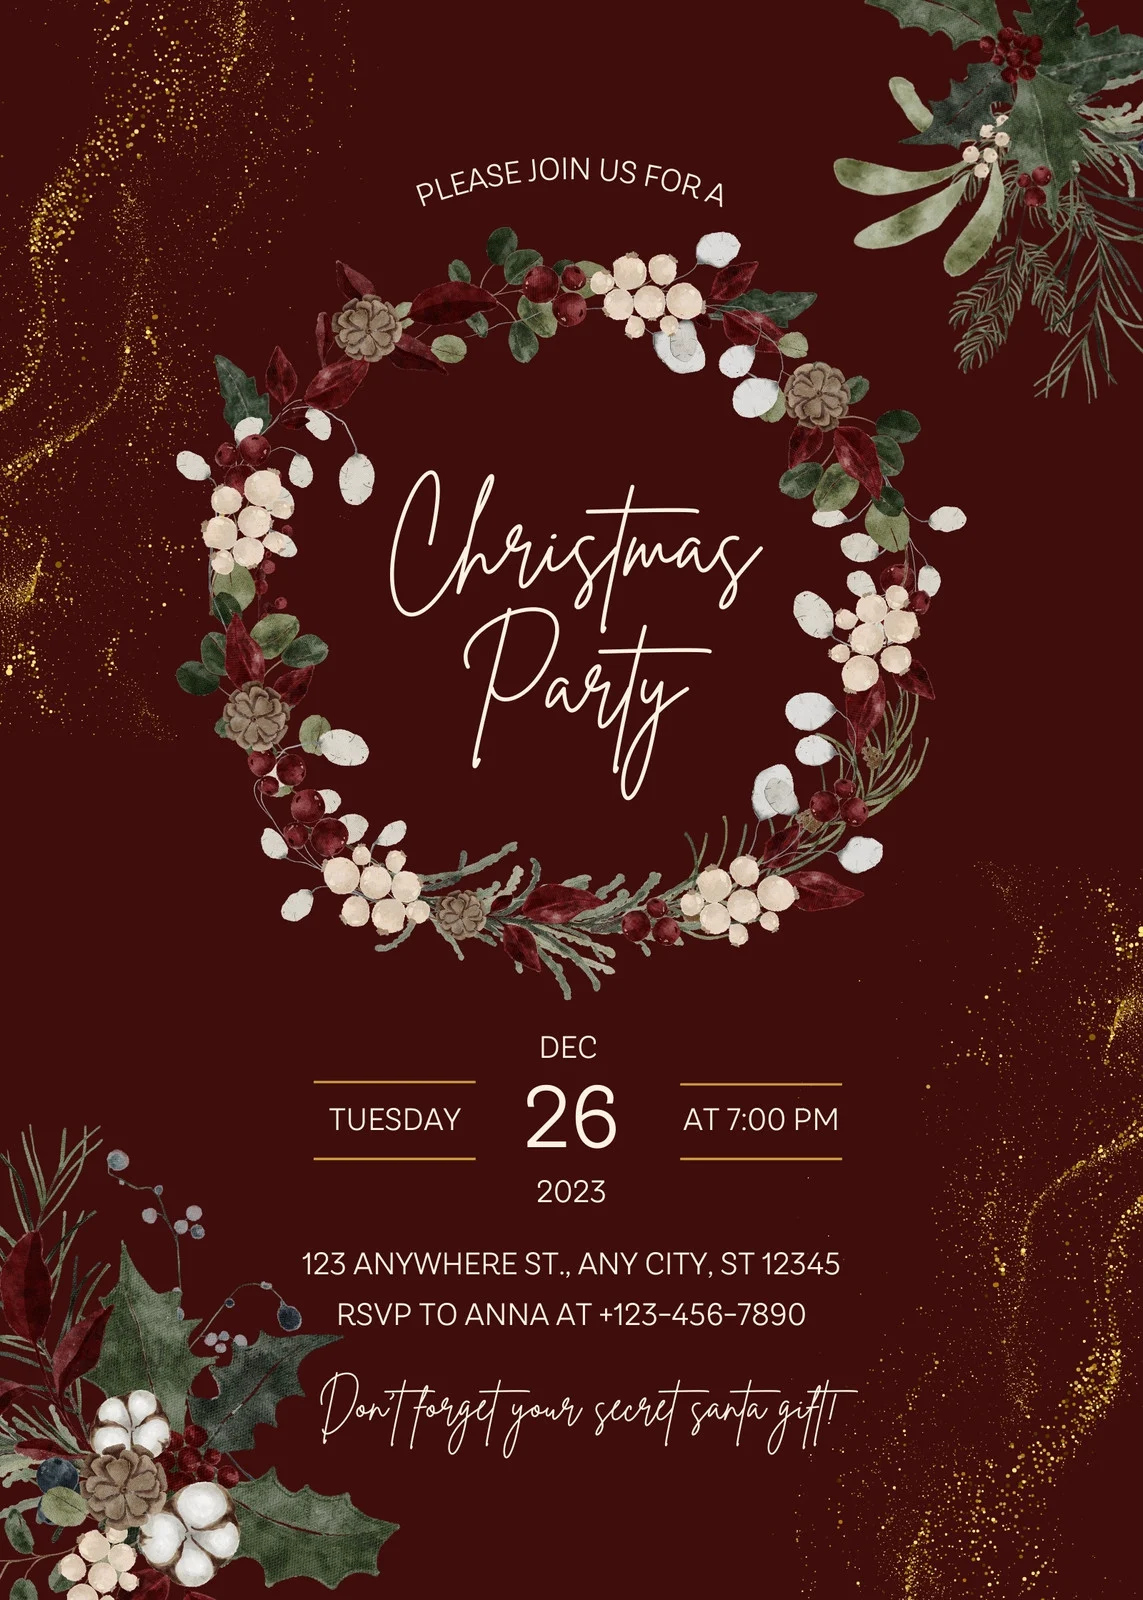 PLEASE JOIN US FOR A
Christmas
Party
DEC
TUESDAY 26 AT 7:00 PM
2023
123 ANYWHERE ST., ANY CITY, ST 12345
RSVP TO ANNA AT +123-456-7890
Don't forget your secret santa gift!